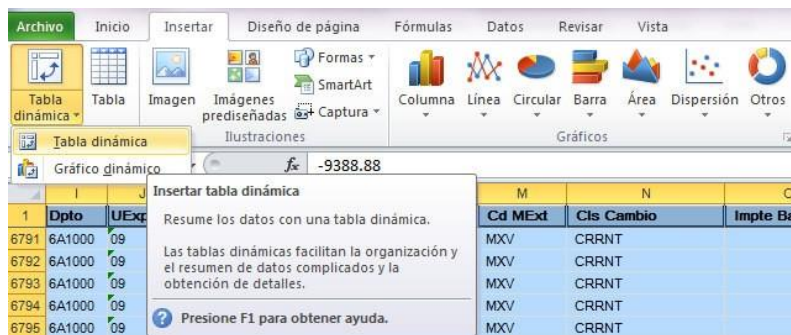 Archivo Inicio Insertar Diseño de página Fórmulas Datos Revisar Vista
Tabla dinámica
Tabla
Imagen
Imágenes prediseñadas
Formas
SmartArt
Captura
Columna Línea Circular Barra Área Dispersión Otros
Ilustraciones Gráficos
Tabla dinámica
Gráfico dinámico
fx -9388.88
Insertar tabla dinámica
Resume los datos con una tabla dinámica.
Las tablas dinámicas facilitan la organización y
el resumen de datos complicados y la
obtención de detalles.
Presione F1 para obtener ayuda.
I J M N
1 Dpto Cd MExt Cls Cambio Impte
6791 6A1000 09 MXV CRRNT
6792 6A1000 09 MXV CRRNT
6793 6A1000 09 MXV CRRNT
6794 6A1000 09 MXV CRRNT
6795 6A1000 09 MXV CRRNT